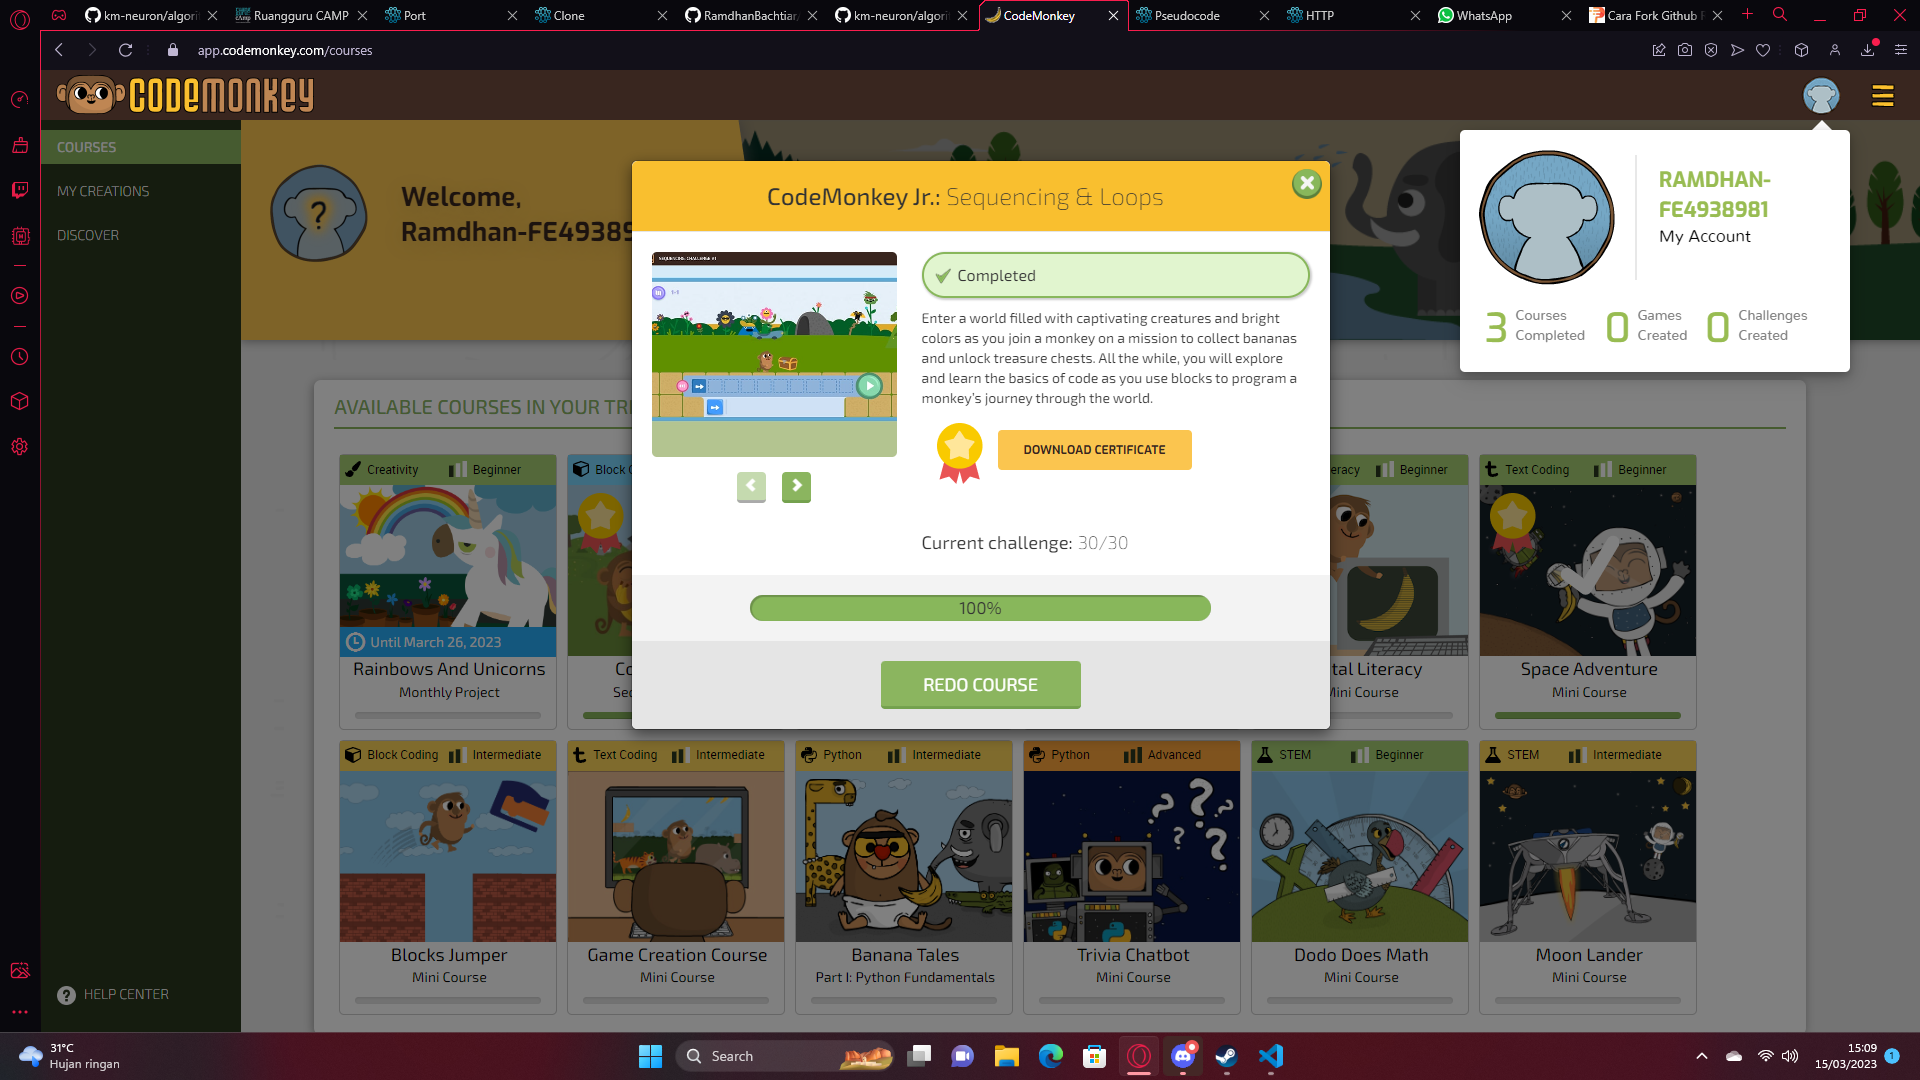 km-neuron/algorit
Ruangguru CAMP
Port
Clone
RamdhanBachtiar/
km-neuron/algorit
CodeMonkey
Pseudocode
HTTP
WhatsApp
Cara Fork Github R
app.codemonkey.com/courses
CODEMONKEY
COURSES
MY CREATIONS
DISCOVER
HELP CENTER
Welcome,
Ramdhan-FE49389
RAMDHAN-
FE4938981
My Account
3 Courses Completed
0 Games Created
0 Challenges Created
CodeMonkey Jr.: Sequencing & Loops
SEQUENCING CHALLENGE #1
1-1
Completed
Enter a world filled with captivating creatures and bright
colors as you join a monkey on a mission to collect bananas
and unlock treasure chests. All the while, you will explore
and learn the basics of code as you use blocks to program a
monkey's journey through the world.
DOWNLOAD CERTIFICATE
Current challenge: 30/30
100%
REDO COURSE
AVAILABLE COURSES IN YOUR TRI
Creativity Beginner
Until March 26, 2023
Rainbows And Unicorns
Monthly Project
Block C
Co
Sec
eracy Beginner
tal Literacy
Mini Course
Text Coding Beginner
Space Adventure
Mini Course
Block Coding Intermediate
Blocks Jumper
Mini Course
Text Coding Intermediate
Game Creation Course
Mini Course
Python Intermediate
Banana Tales
Part I: Python Fundamentals
Python Advanced
Trivia Chatbot
Mini Course
STEM Beginner
Dodo Does Math
Mini Course
STEM Intermediate
Moon Lander
Mini Course
31°C
Hujan ringan
Search
15:09
15/03/2023
1